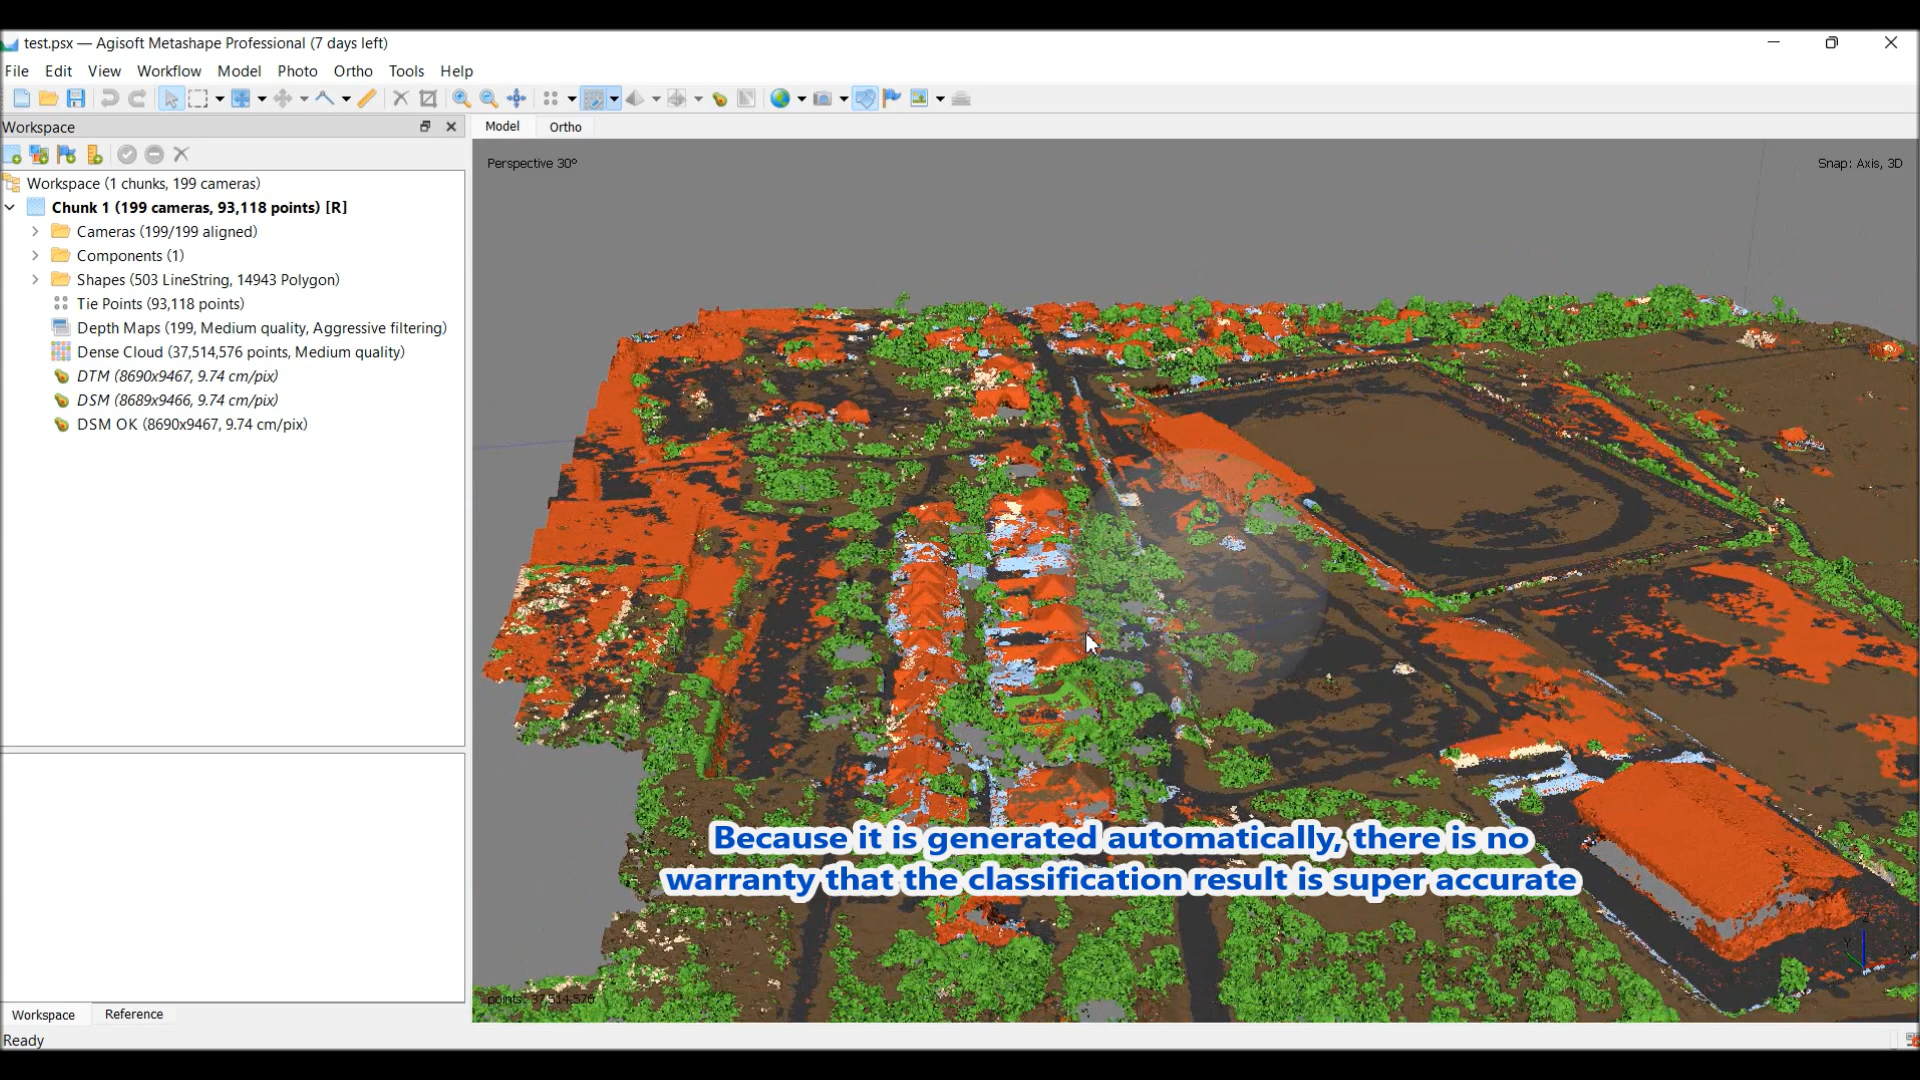 test.psx — Agisoft Metashape Professional (7 days left)
File Edit View Workflow Model Photo Ortho Tools Help
Workspace
Model Ortho
Perspective 30°
Snap: Axis, 3D
Workspace (1 chunks, 199 cameras)
Chunk 1 (199 cameras, 93,118 points) [R]
Cameras (199/199 aligned)
Components (1)
Shapes (503 LineString, 14943 Polygon)
Tie Points (93,118 points)
Depth Maps (199, Medium quality, Aggressive filtering)
Dense Cloud (37,514,576 points, Medium quality)
DTM (8690x9467, 9.74 cm/pix)
DSM (8689x9466, 9.74 cm/pix)
DSM OK (8690x9467, 9.74 cm/pix)
Because it is generated automatically, there is no
warranty that the classification result is super accurate
points: 37,514,576
Workspace Reference
Ready